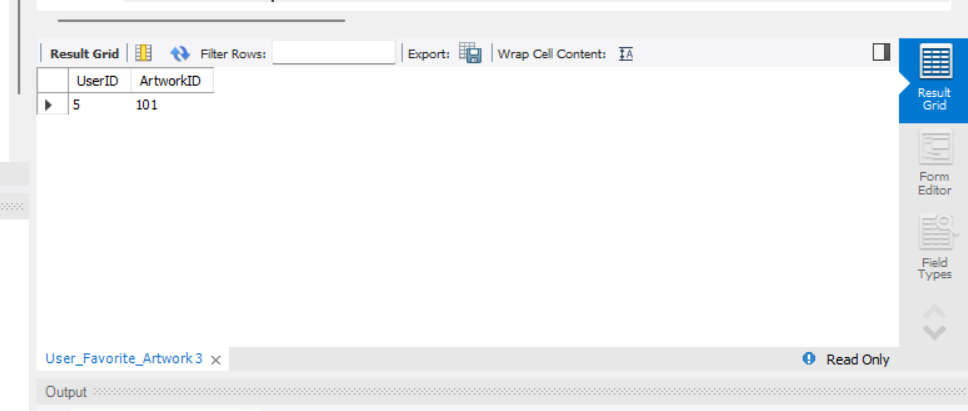 Result Grid Filter Rows: Export: Wrap Cell Content: IA
UserID ArtworkID
5 101
Result
Grid
Form
Editor
Field
Types
User_Favorite_Artwork 3 × Read Only
Output